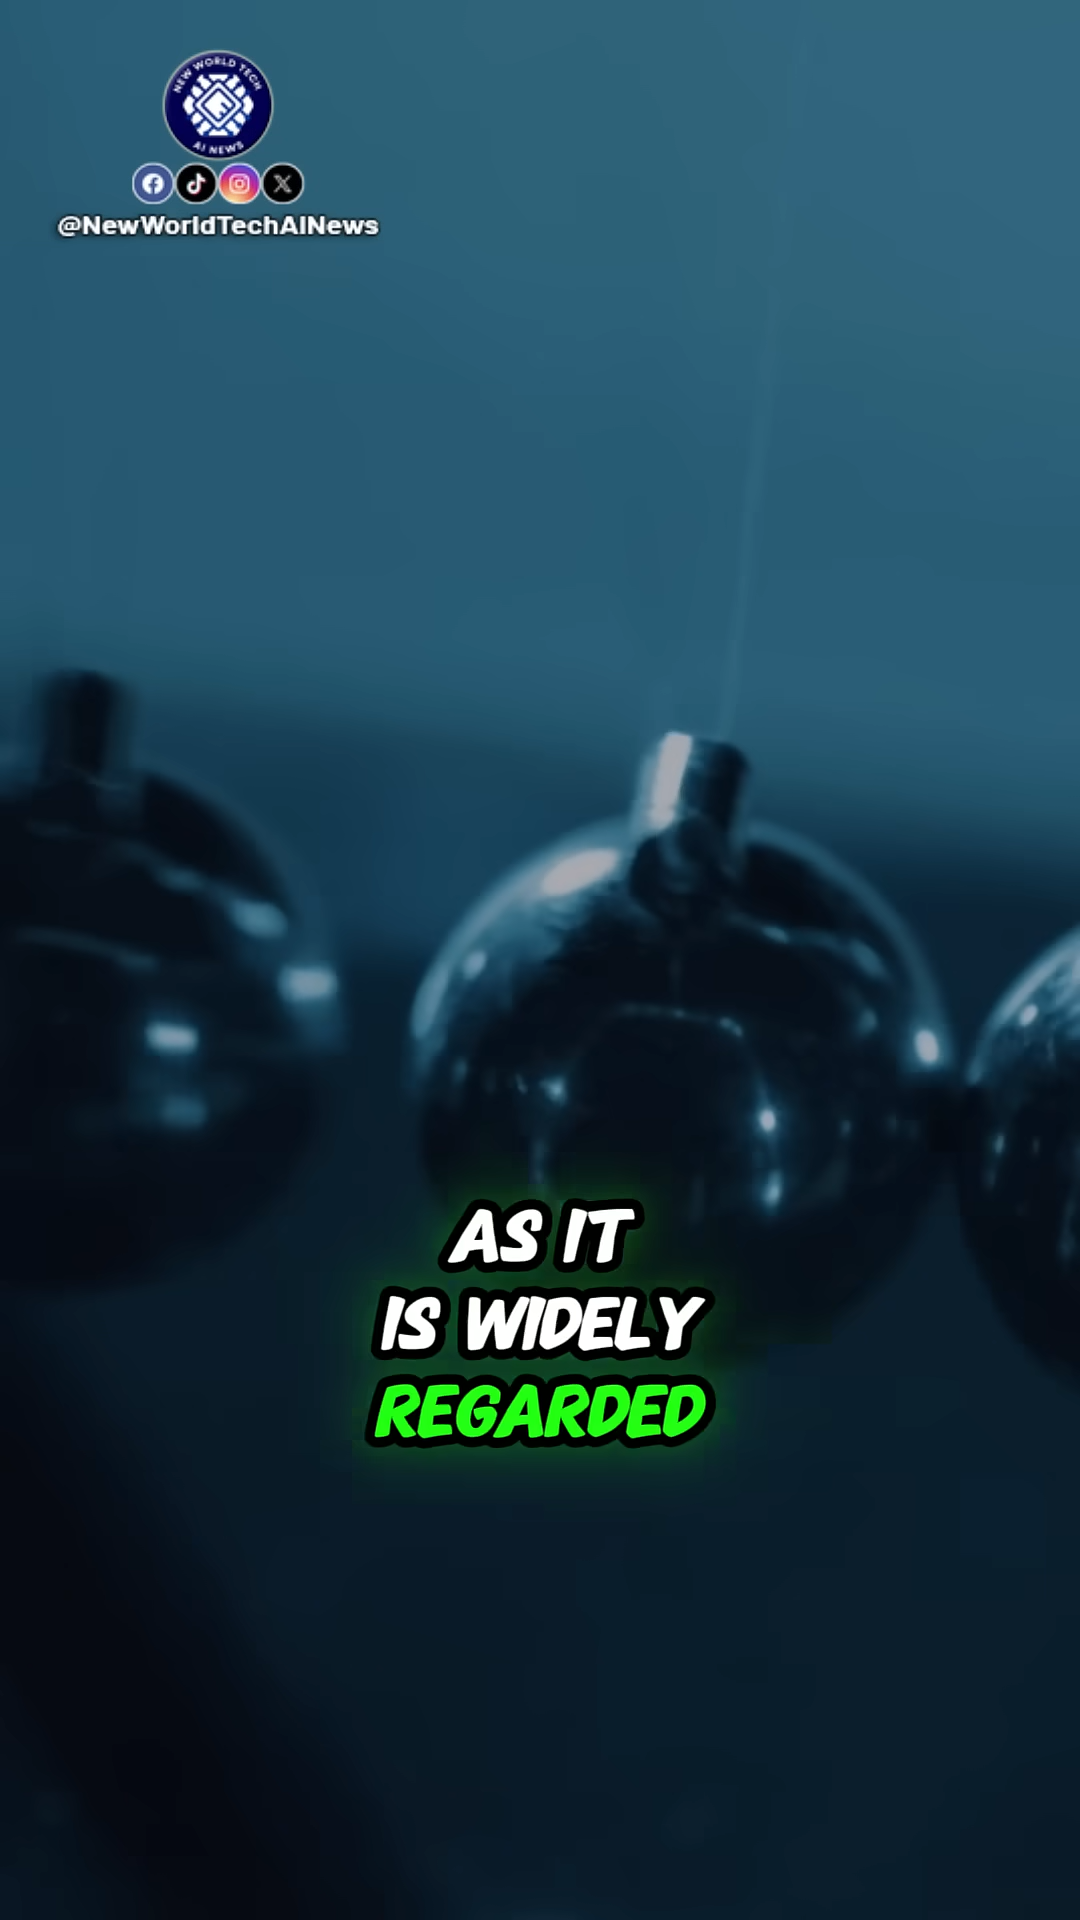 NEW WORLD TECH
AI NEWS
@NewWorldTechAINews
AS IT
IS WIDELY
REGARDED